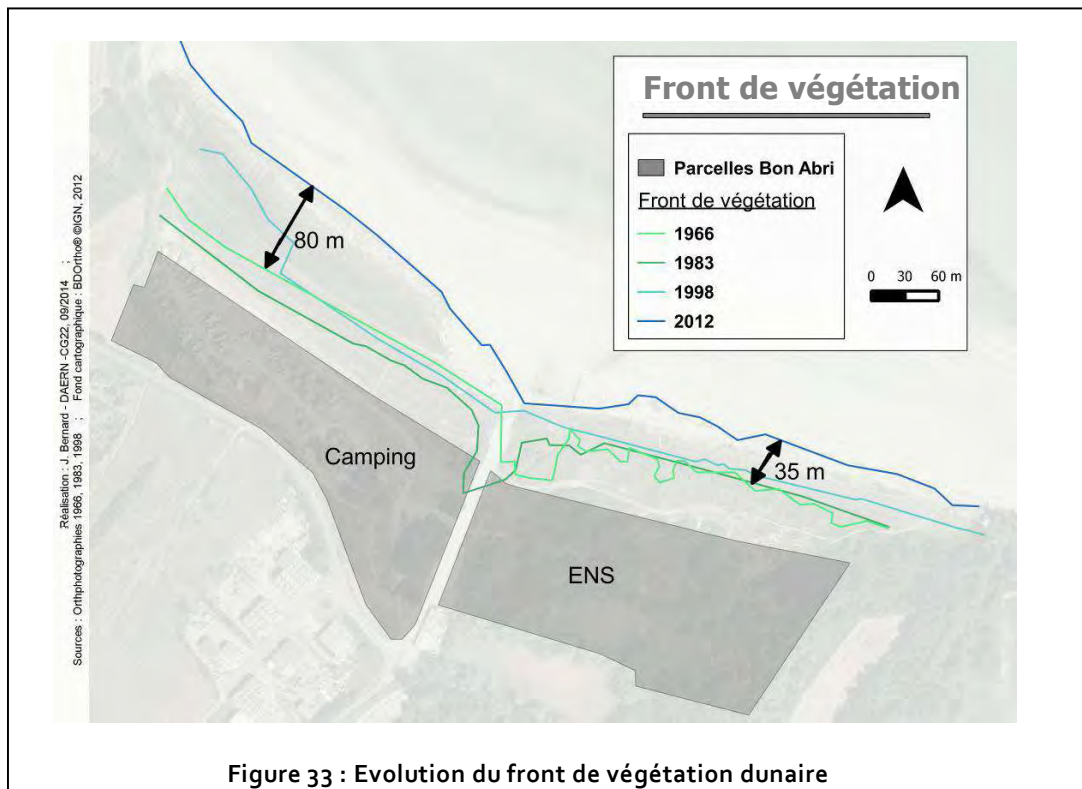 Front de végétation
Parcelles Bon Abri
Front de végétation
1966
1983
1998
2012
0 30 60 m
80 m
35 m
Camping
ENS
Réalisation : J. Bernard - DAERN -CG22, 09/2014 ;
Sources : Orthphotographies 1966, 1983, 1998 ; Fond cartographique : BDOrtho® ©IGN, 2012
Figure 33 : Evolution du front de végétation dunaire